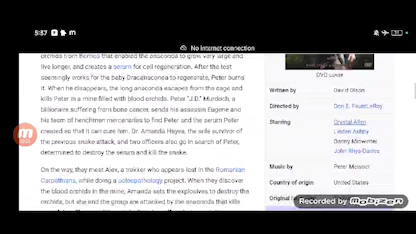 5:37
No internet connection
orchids from Borneo that enabled the anaconda to grow very large and
live longer, and creates a serum for cell regeneration. After the test
seemingly works for the baby Dracaconaconda to regenerate, Peter burns
it. When he disappears, the long anaconda escapes from the cage and
kills Peter in a mine filled with blood orchids. Peter "J.D." Murdoch, a
billionaire suffering from bone cancer, sends his assassin Eugene and
his team of henchmen mercenaries to find Peter and the serum Peter
created so that it can cure him. Dr. Amanda Hayes, the sole survivor of
the previous snake attack, and two officers also go in search of Peter,
determined to destroy the serum and kill the snake.
On the way, they meet Alex, a trekker who appears lost in the Romanian
Carpathians, while doing a paleopathology project. When they discover
the blood orchids in the mine, Amanda sets the explosives to destroy the
orchids, but she and the group are attacked by the anaconda that kills
DVD cover
Written by David Olson
Directed by Don E. FauntLeRoy
Starring Crystal Allen
Linden Ashby
Danny Midwinter
John Rhys-Davies
Music by Peter Meisner
Country of origin United States
Original
Recorded by mobizen